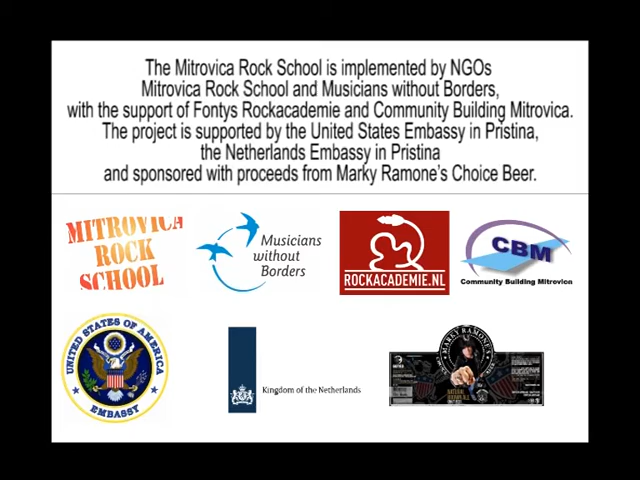 The Mitrovica Rock School is implemented by NGOs
Mitrovica Rock School and Musicians without Borders,
with the support of Fontys Rockacademie and Community Building Mitrovica.
The project is supported by the United States Embassy in Pristina,
the Netherlands Embassy in Pristina
and sponsored with proceeds from Marky Ramone's Choice Beer.
MITROVICA
ROCK
SCHOOL
Musicians
without
Borders
ROCKACADEMIE.NL
CBM
Community Building Mitrovica
UNITED STATES OF AMERICA
EMBASSY
Kingdom of the Netherlands
MARKY RAMONE